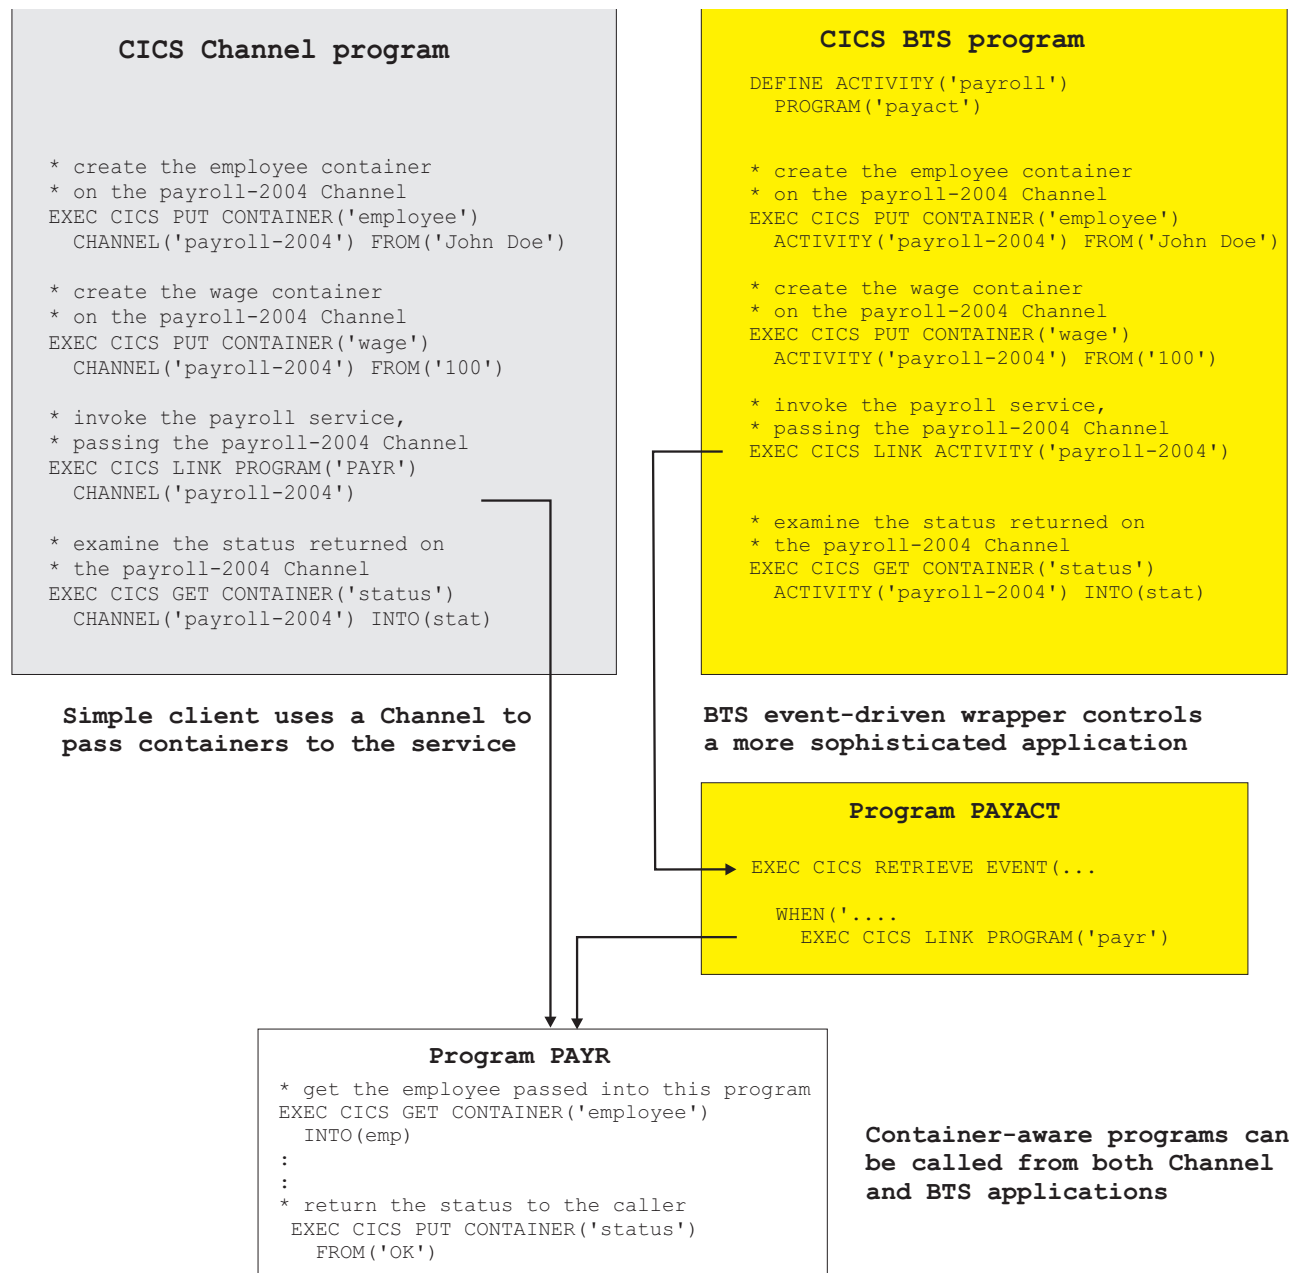 CICS Channel program
* create the employee container
* on the payroll-2004 Channel
EXEC CICS PUT CONTAINER('employee')
CHANNEL('payroll-2004') FROM('John Doe')
* create the wage container
* on the payroll-2004 Channel
EXEC CICS PUT CONTAINER('wage')
CHANNEL('payroll-2004') FROM('100')
* invoke the payroll service,
* passing the payroll-2004 Channel
EXEC CICS LINK PROGRAM('PAYR')
CHANNEL('payroll-2004')
* examine the status returned on
* the payroll-2004 Channel
EXEC CICS GET CONTAINER('status')
CHANNEL('payroll-2004') INTO(stat)
Simple client uses a Channel to
pass containers to the service
CICS BTS program
DEFINE ACTIVITY('payroll')
PROGRAM('payact')
* create the employee container
* on the payroll-2004 Channel
EXEC CICS PUT CONTAINER('employee')
ACTIVITY('payroll-2004') FROM('John Doe')
* create the wage container
* on the payroll-2004 Channel
EXEC CICS PUT CONTAINER('wage')
ACTIVITY('payroll-2004') FROM('100')
* invoke the payroll service,
* passing the payroll-2004 Channel
EXEC CICS LINK ACTIVITY('payroll-2004')
* examine the status returned on
* the payroll-2004 Channel
EXEC CICS GET CONTAINER('status')
ACTIVITY('payroll-2004') INTO(stat)
BTS event-driven wrapper controls
a more sophisticated application
Program PAYACT
EXEC CICS RETRIEVE EVENT(...
WHEN('....
EXEC CICS LINK PROGRAM('payr')
Program PAYR
* get the employee passed into this program
EXEC CICS GET CONTAINER('employee')
INTO(emp)
:
:
* return the status to the caller
EXEC CICS PUT CONTAINER('status')
FROM('OK')
Container-aware programs can
be called from both Channel
and BTS applications